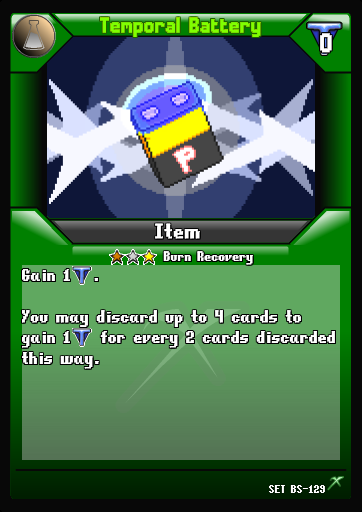 Temporal Battery
0
P
Item
Burn Recovery
Gain 1.
You may discard up to 4 cards to
gain 1 for every 2 cards discarded
this way.
SET BS-129